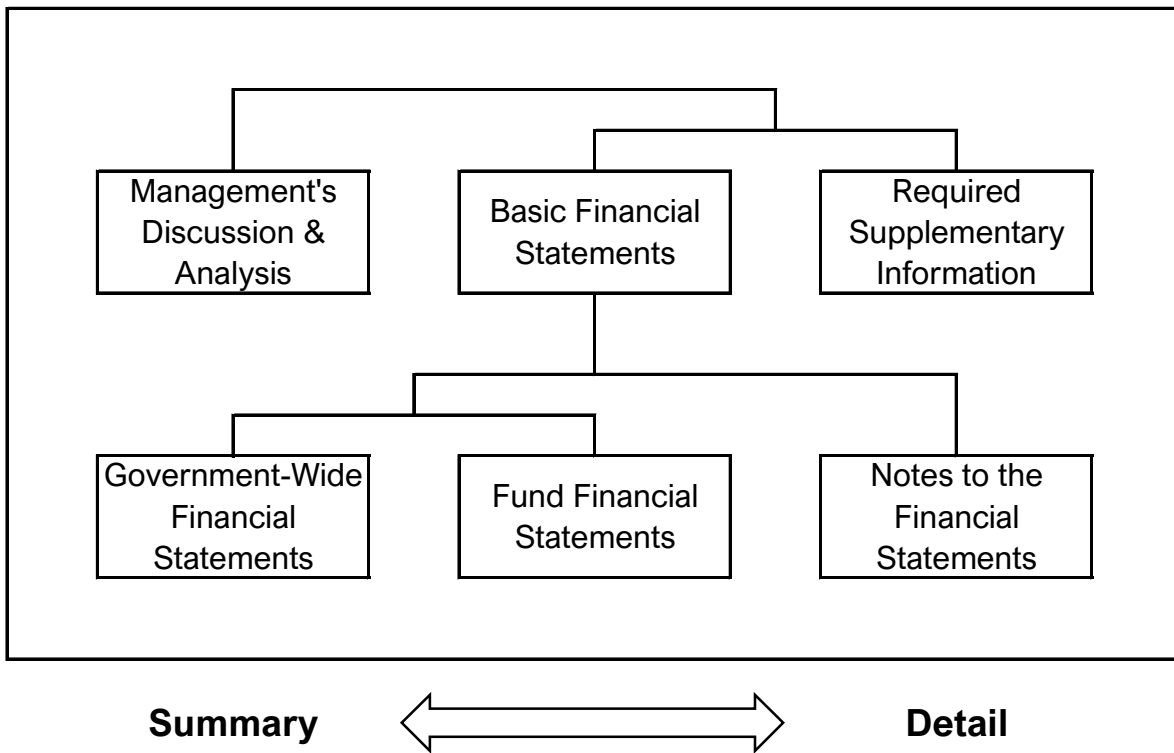 Management's
Discussion &
Analysis
Basic Financial
Statements
Required
Supplementary
Information
Government-Wide
Financial
Statements
Fund Financial
Statements
Notes to the
Financial
Statements
Summary
Detail